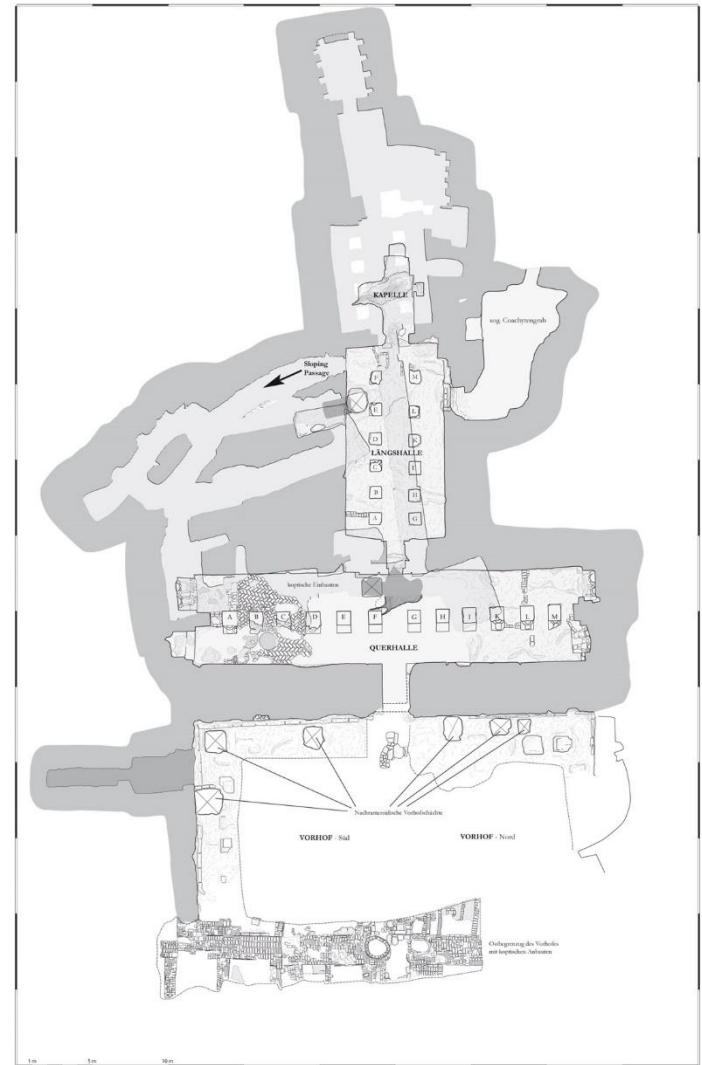 KAPELLE
sog. Coachytengrab
Sloping
Passage
F M
E L
D K
LÄNGSHALLE
C I
B H
A G
koptische Einbauten
A B C D E F G H I K L M
QUERHALLE
Nachramessidische Vorhofschächte
VORHOF - Süd
VORHOF - Nord
Ostbegrenzung des Vorhofes
mit koptischen Anbauten
1 m 5 m 10 m